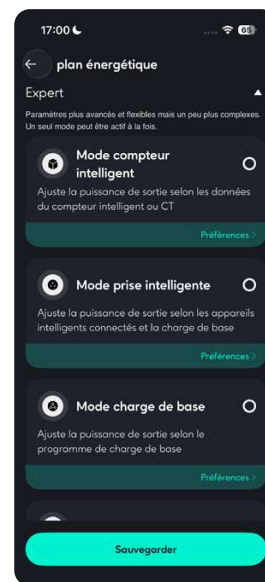 17:00
65
plan énergétique
Expert
Paramètres plus avancés et flexibles mais un peu plus complexes.
Un seul mode peut être actif à la fois.
Mode compteur
intelligent
Ajuste la puissance de sortie selon les données
du compteur intelligent ou CT
Préférences >
Mode prise intelligente
Ajuste la puissance de sortie selon les appareils
intelligents connectés et la charge de base
Préférences >
Mode charge de base
Ajuste la puissance de sortie selon le
programme de charge de base
Préférences >
Sauvegarder